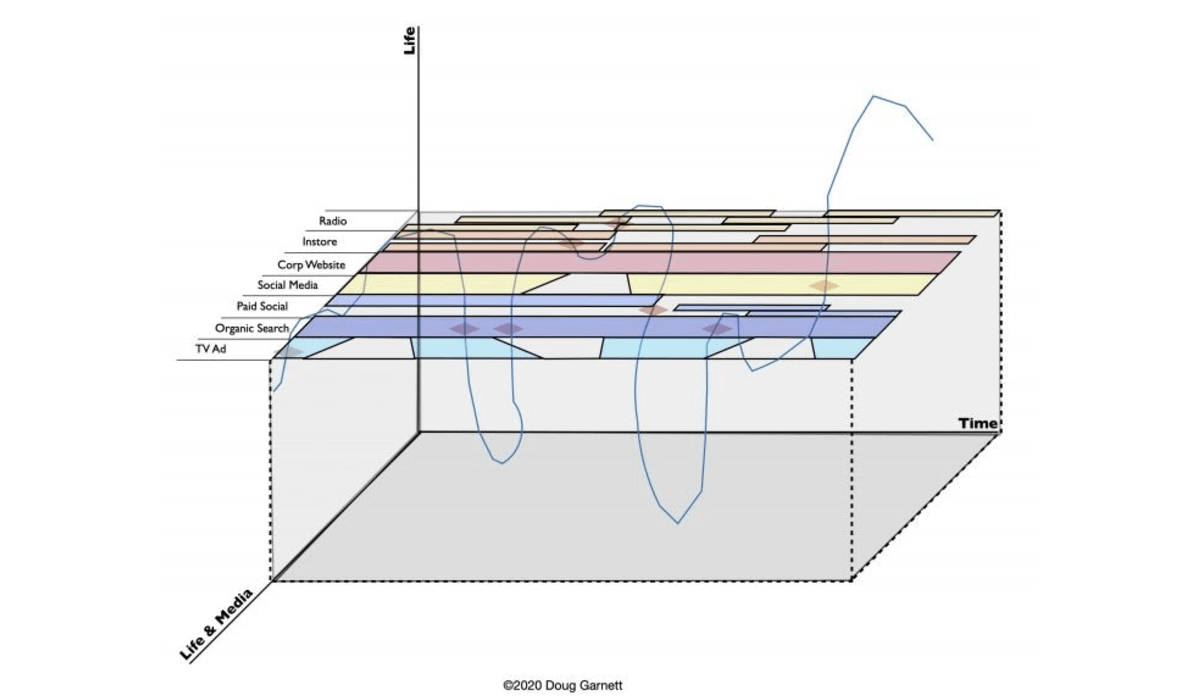 Life
Radio
Instore
Corp Website
Social Media
Paid Social
Organic Search
TV Ad
Time
Life & Media
©2020 Doug Garnett